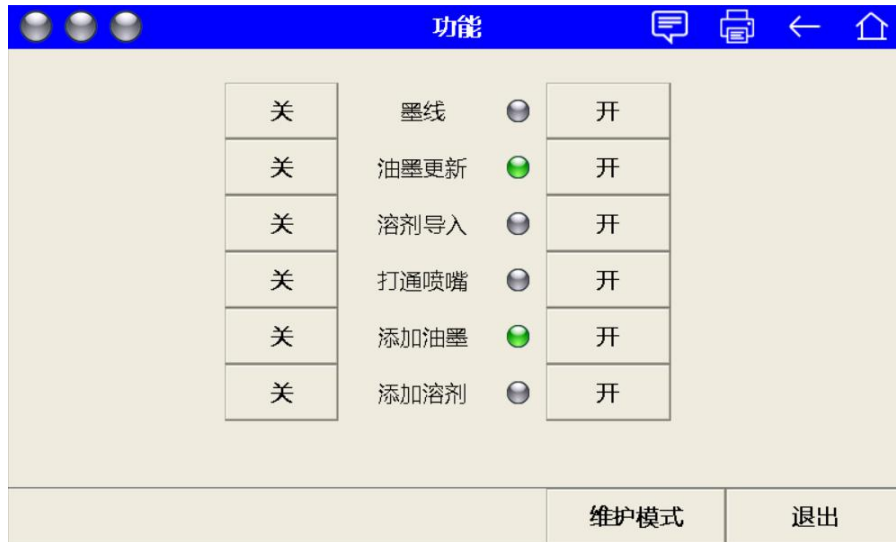 功能
关 墨线 开
关 油墨更新 开
关 溶剂导入 开
关 打通喷嘴 开
关 添加油墨 开
关 添加溶剂 开
维护模式 退出